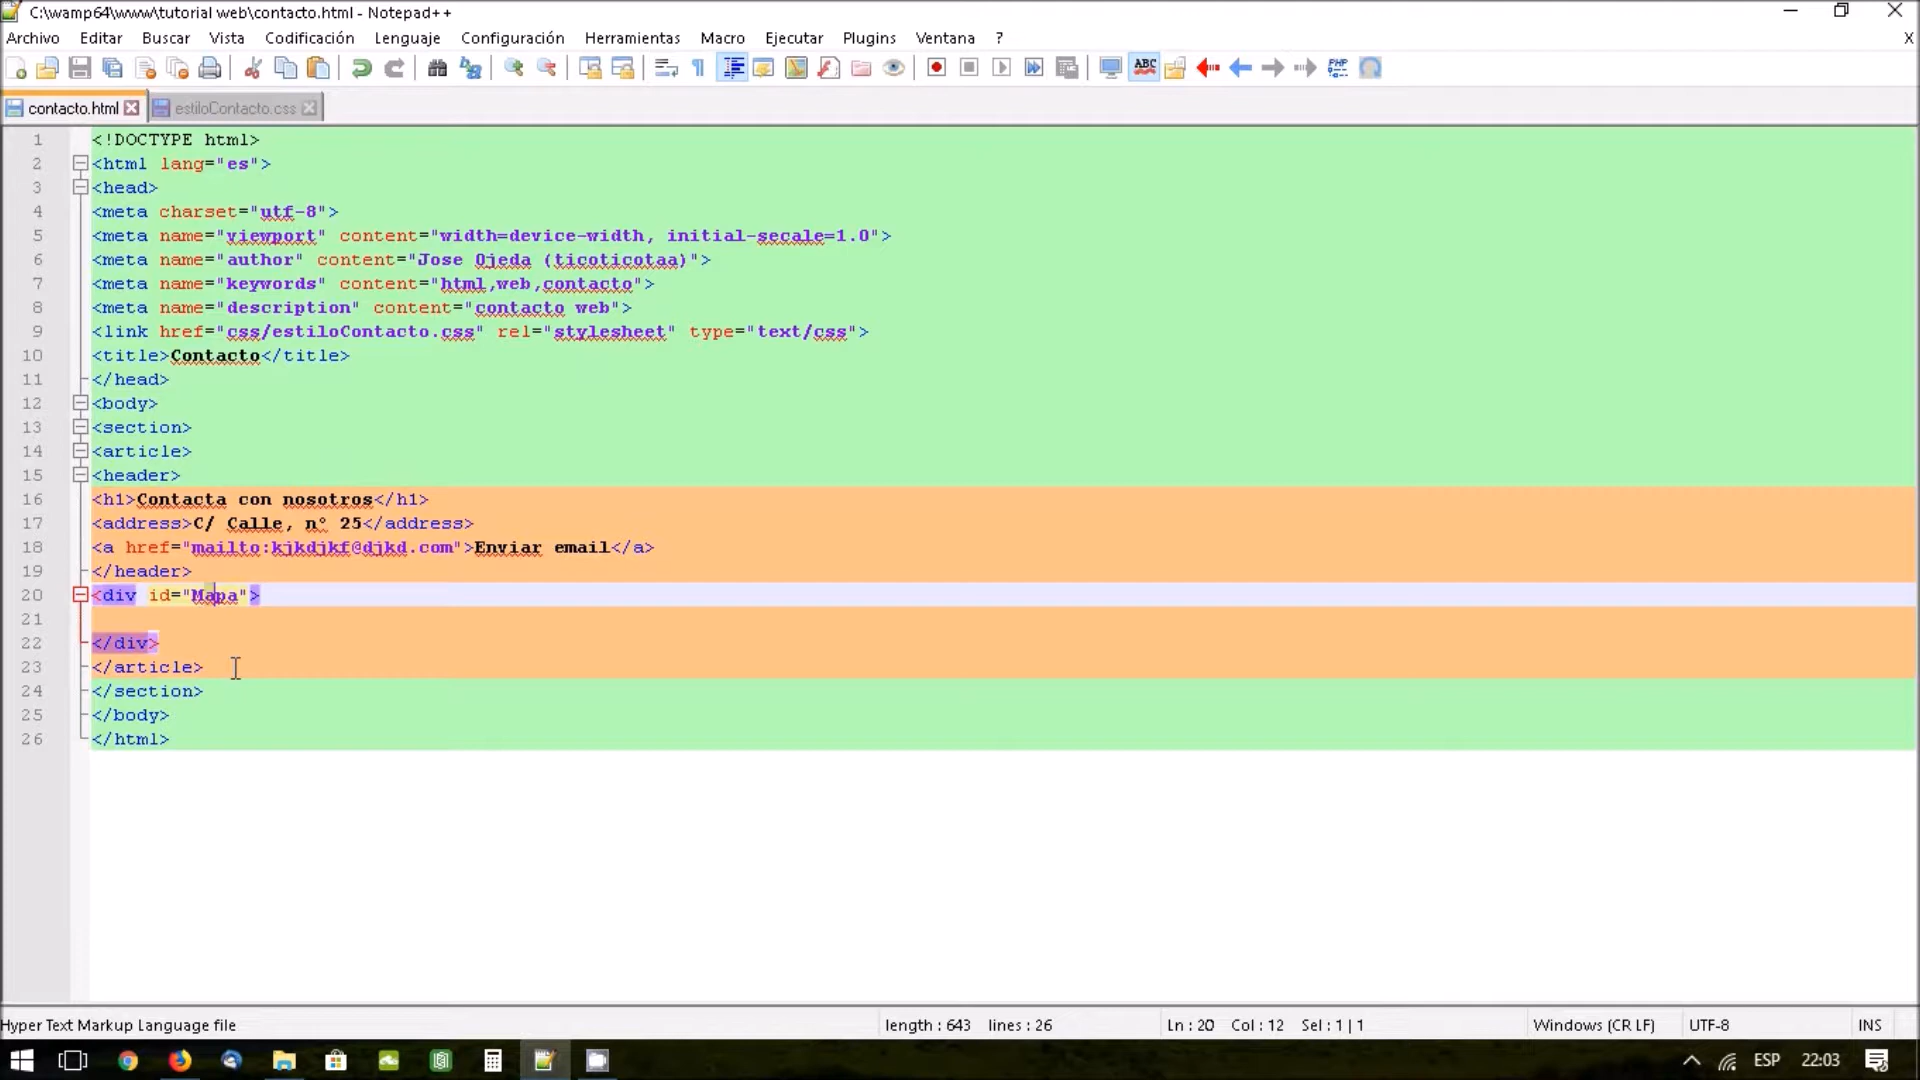 C:\wamp64\www\tutorial web\contacto.html - Notepad++
Archivo Editar Buscar Vista Codificación Lenguaje Configuración Herramientas Macro Ejecutar Plugins Ventana ? X
ABC PHP
contacto.html estiloContacto.css
1 <!DOCTYPE html>
2 <html lang="es">
3 <head>
4 <meta charset="utf-8">
5 <meta name="viewport" content="width=device-width, initial-secale=1.0">
6 <meta name="author" content="Jose Ojeda (ticoticotaa)">
7 <meta name="keywords" content="html,web,contacto">
8 <meta name="description" content="contacto web">
9 <link href="css/estiloContacto.css" rel="stylesheet" type="text/css">
10 <title>Contacto</title>
11 </head>
12 <body>
13 <section>
14 <article>
15 <header>
16 <h1>Contacta con nosotros</h1>
17 <address>C/ Calle, n° 25</address>
18 <a href="mailto:kjkdjkf@djkd.com">Enviar email</a>
19 </header>
20 <div id="Mapa">
21
22 </div>
23 </article>
24 </section>
25 </body>
26 </html>
Hyper Text Markup Language file length : 643 lines : 26 Ln : 20 Col : 12 Sel : 1 | 1 Windows (CR LF) UTF-8 INS
ESP 22:03